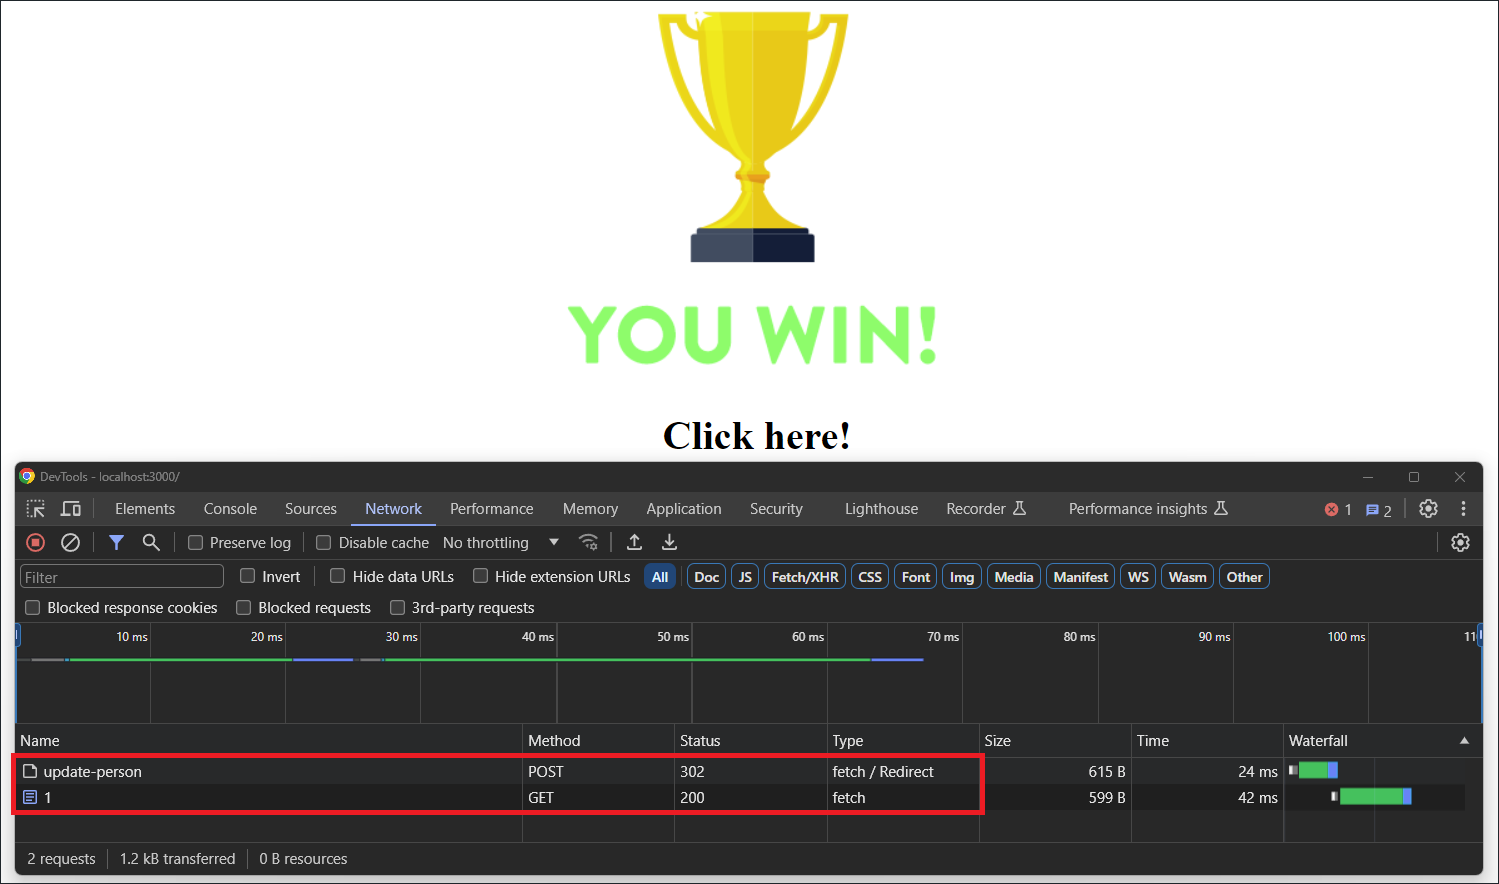 YOU WIN!
Click here!
DevTools - localhost:3000/
Elements Console Sources Network Performance Memory Application Security Lighthouse Recorder Performance insights 1 2
Preserve log Disable cache No throttling
Filter Invert Hide data URLs Hide extension URLs All Doc JS Fetch/XHR CSS Font Img Media Manifest WS Wasm Other
Blocked response cookies Blocked requests 3rd-party requests
10 ms 20 ms 30 ms 40 ms 50 ms 60 ms 70 ms 80 ms 90 ms 100 ms
Name Method Status Type Size Time Waterfall
update-person POST 302 fetch / Redirect 615 B 24 ms
1 GET 200 fetch 599 B 42 ms
2 requests 1.2 kB transferred 0 B resources